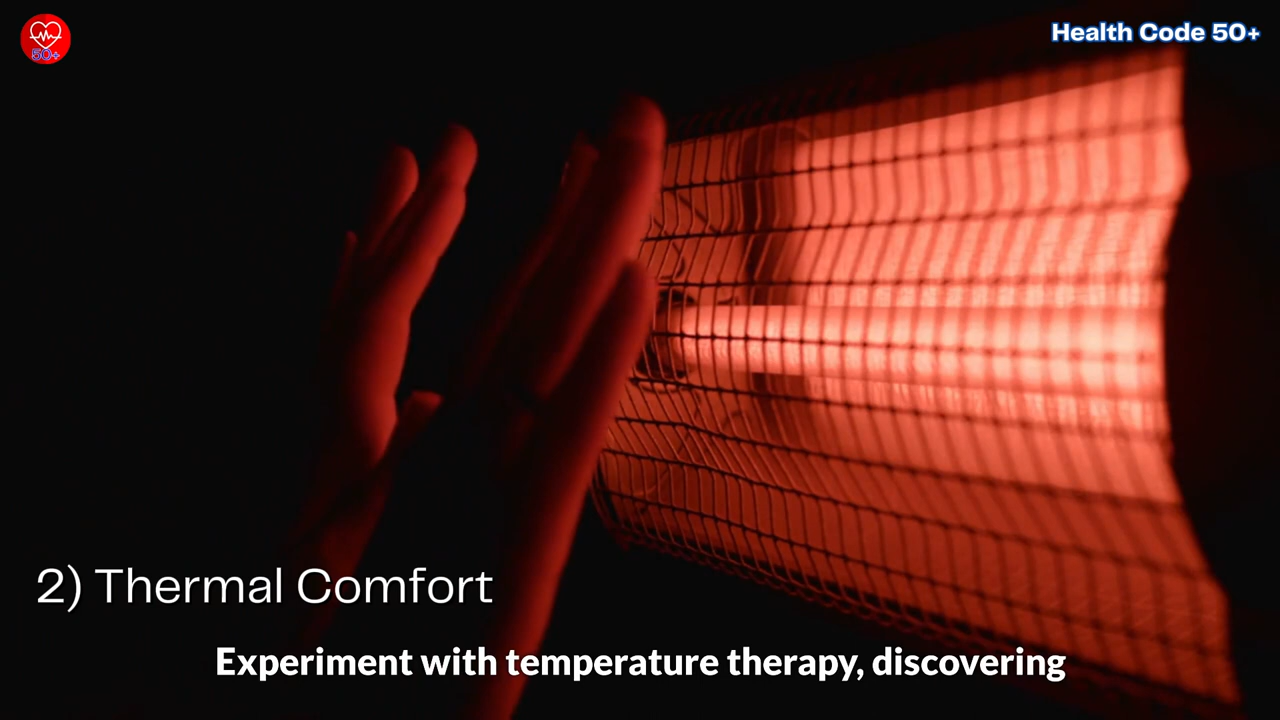 50+
Health Code 50+
2) Thermal Comfort
Experiment with temperature therapy, discovering